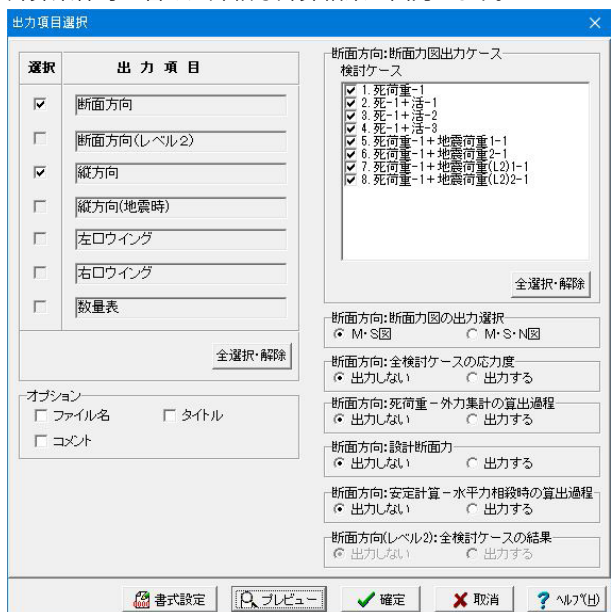 出力項目選択
選択 出力項目
断面方向
断面方向(レベル2)
縦方向
縦方向(地震時)
左口ウイング
右口ウイング
数量表
全選択・解除
オプション
ファイル名 タイトル
コメント
断面方向:断面力図出力ケース
検討ケース
1. 死荷重-1
2. 死-1+活-1
3. 死-1+活-2
4. 死-1+活-3
5. 死荷重-1+地震荷重1-1
6. 死荷重-1+地震荷重2-1
7. 死荷重-1+地震荷重(L2)1-1
8. 死荷重-1+地震荷重(L2)2-1
全選択・解除
断面方向:断面力図の出力選択
M・S図 M・S・N図
断面方向:全検討ケースの応力度
出力しない 出力する
断面方向:死荷重-外力集計の算出過程
出力しない 出力する
断面方向:設計断面力
出力しない 出力する
断面方向:安定計算-水平力相殺時の算出過程
出力しない 出力する
断面方向(レベル2):全検討ケースの結果
出力しない 出力する
書式設定 プレビュー 確定 取消 ヘルプ(H)